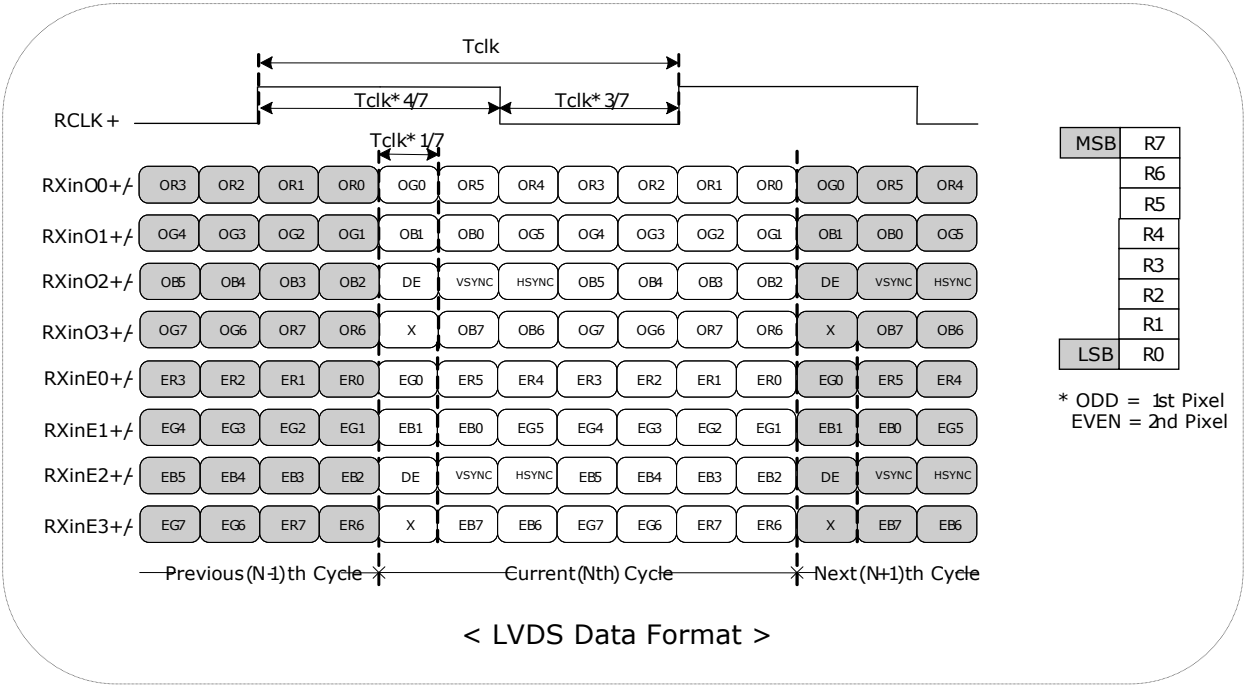 Tclk
Tclk*4/7 Tclk*3/7
RCLK+
Tclk*1/7
RXinO0+/- OR3 OR2 OR1 OR0 OG0 OR5 OR4 OR3 OR2 OR1 OR0 OG0 OR5 OR4
RXinO1+/- OG4 OG3 OG2 OG1 OB1 OB0 OG5 OG4 OG3 OG2 OG1 OB1 OB0 OG5
RXinO2+/- OB5 OB4 OB3 OB2 DE VSYNC HSYNC OB5 OB4 OB3 OB2 DE VSYNC HSYNC
RXinO3+/- OG7 OG6 OR7 OR6 X OB7 OB6 OG7 OG6 OR7 OR6 X OB7 OB6
RXinE0+/- ER3 ER2 ER1 ER0 EG0 ER5 ER4 ER3 ER2 ER1 ER0 EG0 ER5 ER4
RXinE1+/- EG4 EG3 EG2 EG1 EB1 EB0 EG5 EG4 EG3 EG2 EG1 EB1 EB0 EG5
RXinE2+/- EB5 EB4 EB3 EB2 DE VSYNC HSYNC EB5 EB4 EB3 EB2 DE VSYNC HSYNC
RXinE3+/- EG7 EG6 ER7 ER6 X EB7 EB6 EG7 EG6 ER7 ER6 X EB7 EB6
Previous(N-1)th Cycle Current(Nth) Cycle Next(N+1)th Cycle
MSB R7
R6
R5
R4
R3
R2
R1
LSB R0
* ODD = 1st Pixel
EVEN = 2nd Pixel
< LVDS Data Format >